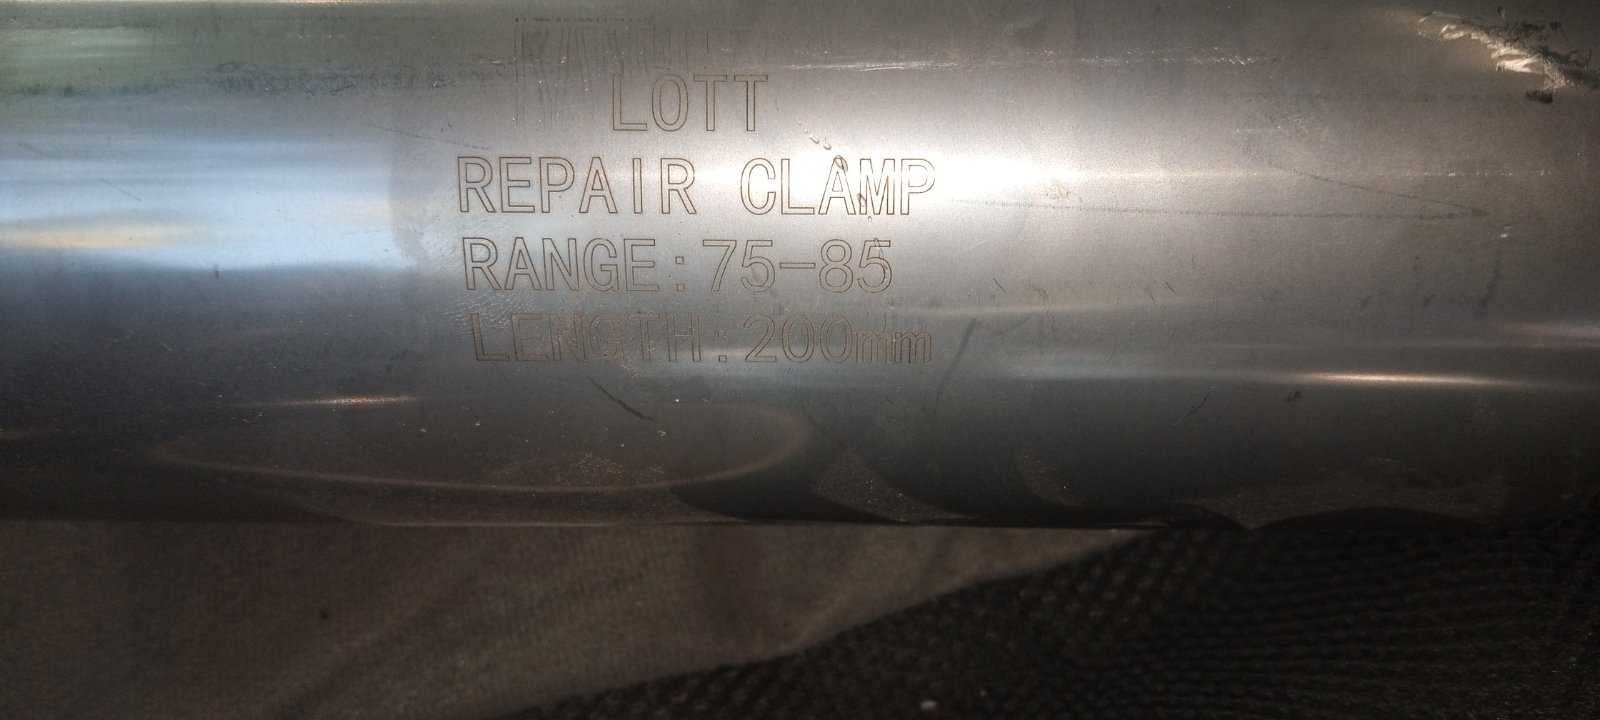 LOTT
REPAIR CLAMP
RANGE:75-85
LENGTH:200mm